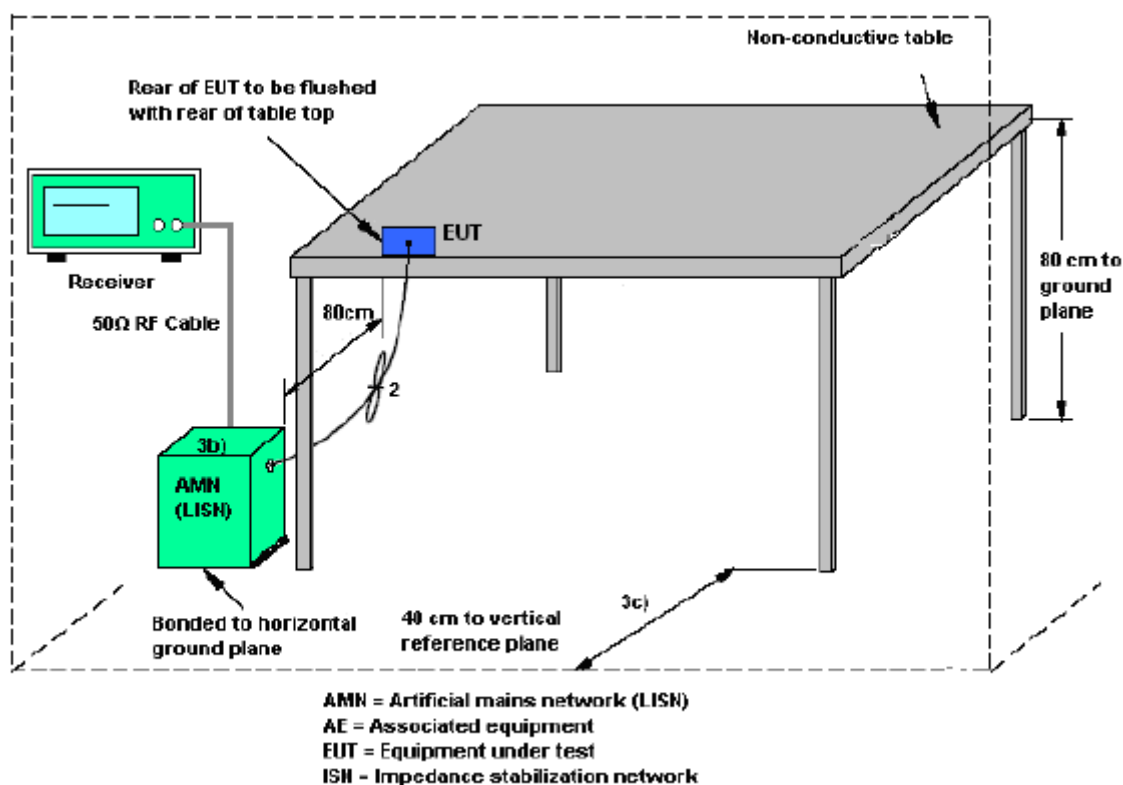 Non-conductive table
Rear of EUT to be flushed
with rear of table top
EUT
Receiver
80 cm to
ground
plane
80cm
50Ω RF Cable
2
3b)
AMN
(LISN)
3c)
Bonded to horizontal
ground plane
40 cm to vertical
reference plane
AMN = Artificial mains network (LISN)
AE = Associated equipment
EUT = Equipment under test
ISN = Impedance stabilization network